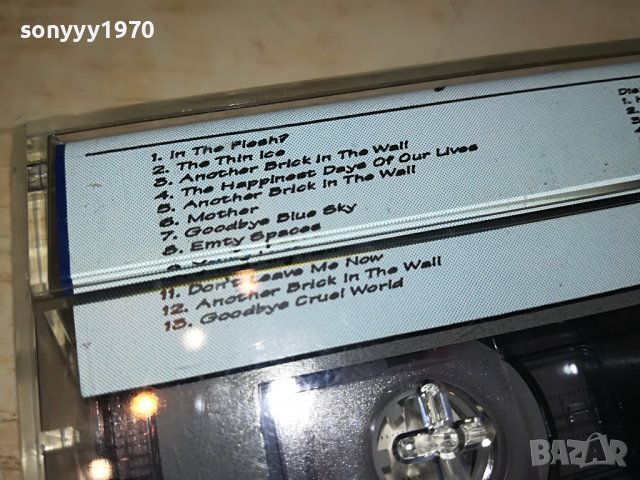 sonyyy1970
1. In The Flesh?
2. The Thin Ice
3. Another Brick In The Wall
4. The Happinest Days Of Our Lives
5. Another Brick In The Wall
6. Mother
7. Goodbye Blue Sky
8. Emty Spaces
11. Don't Leave Me Now
12. Another Brick In The Wall
13. Goodbye Cruel World
BAZAR